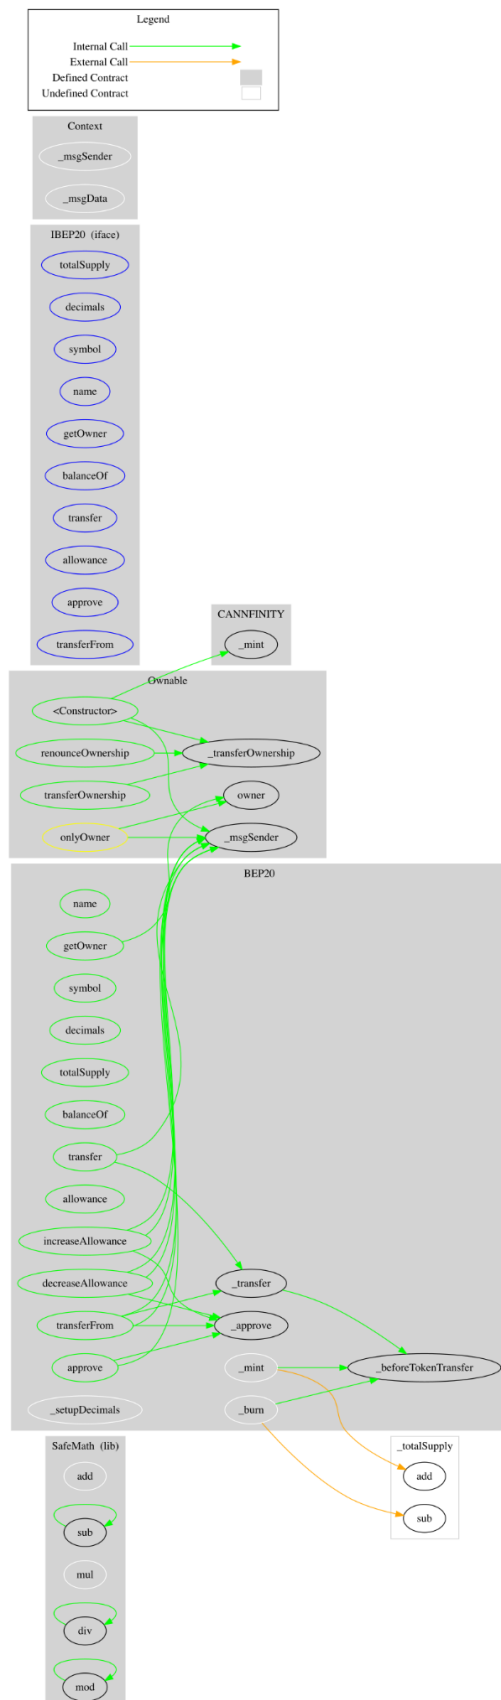 Legend
Internal Call
External Call
Defined Contract
Undefined Contract
Context
_msgSender
_msgData
IBEP20 (iface)
totalSupply
decimals
symbol
name
getOwner
balanceOf
transfer
allowance
approve
transferFrom
CANNFINITY
_mint
Ownable
<Constructor>
renounceOwnership
_transferOwnership
transferOwnership
owner
onlyOwner
_msgSender
BEP20
name
getOwner
symbol
decimals
totalSupply
balanceOf
transfer
allowance
increaseAllowance
decreaseAllowance
_transfer
transferFrom
_approve
approve
_mint
_beforeTokenTransfer
_setupDecimals
_burn
SafeMath (lib)
_totalSupply
add
add
sub
sub
mul
div
mod